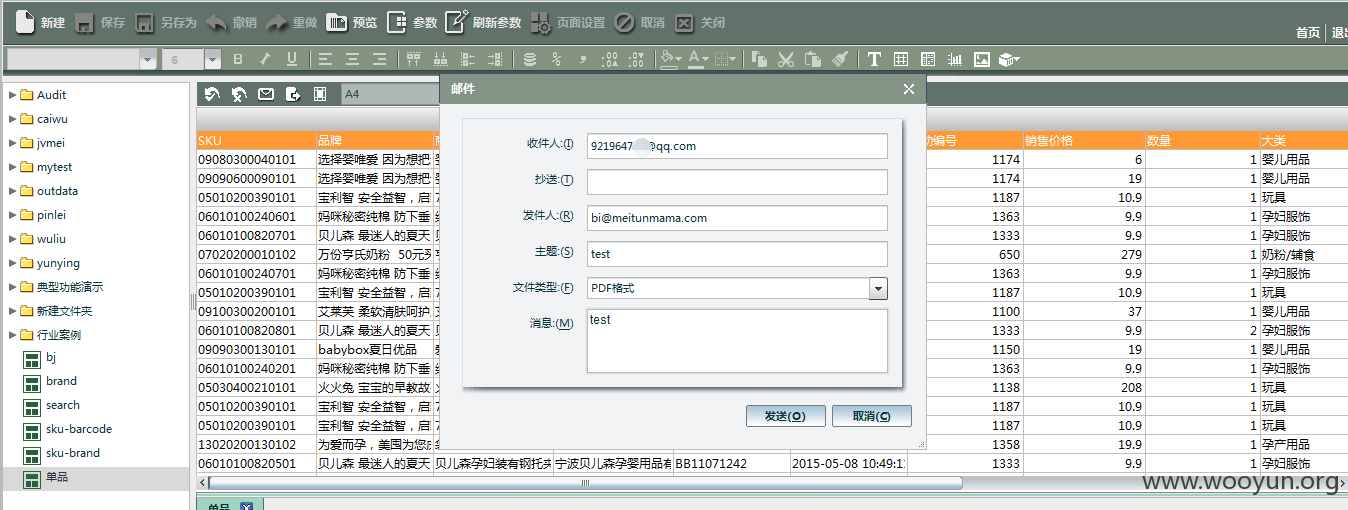 新建 保存 另存为 撤销 重做 预览 参数 刷新参数 页面设置 取消 关闭
首页 退出
6 B I U
A4
Audit
caiwu
jvmei
mytest
outdata
pinlei
wuliu
yunying
典型功能演示
新建文件夹
行业案例
bj
brand
search
sku-barcode
sku-brand
单品
邮件
收件人:(I) 9219647 @qq.com
抄送:(T)
发件人:(R) bi@meitunmama.com
主题:(S) test
文件类型:(F) PDF格式
消息:(M) test
发送(O) 取消(C)
SKU 品牌 编号 销售价格 数量 大类
09080300040101 选择婴唯爱 因为想把 1174 6 1 婴儿用品
09090600090101 选择婴唯爱 因为想把 1174 19 1 婴儿用品
05010200390101 宝利智 安全益智，启 1187 10.9 1 玩具
06010100240601 妈咪秘密纯棉 防下垂 1363 9.9 1 孕妇服饰
06010100820701 贝儿森 最迷人的夏天 1333 9.9 1 孕妇服饰
07020200010102 万份亨氏奶粉 50元 650 279 1 奶粉/辅食
06010100240701 妈咪秘密纯棉 防下垂 1363 9.9 1 孕妇服饰
05010200390101 宝利智 安全益智，启 1187 10.9 1 玩具
09100300200101 艾莱芙 柔软清肤呵护 1100 37 1 婴儿用品
06010100820801 贝儿森 最迷人的夏天 1333 9.9 2 孕妇服饰
09090300130101 babybox夏日优品 1150 19 1 婴儿用品
06010100240201 妈咪秘密纯棉 防下垂 1363 9.9 1 孕妇服饰
05030400210101 火火兔 宝宝的早教故 1138 208 1 玩具
05010200390101 宝利智 安全益智，启 1187 10.9 1 玩具
05010200390101 宝利智 安全益智，启 1187 10.9 1 玩具
13020200130102 为爱而孕，美国为您 1358 19.9 1 孕产用品
06010100820501 贝儿森 最迷人的夏天 贝儿森孕妇装有钢托 宁波贝儿森孕婴用品有 BB11071242 2015-05-08 10:49:1 1333 9.9 1 孕妇服饰
www.wooyun.org
单品